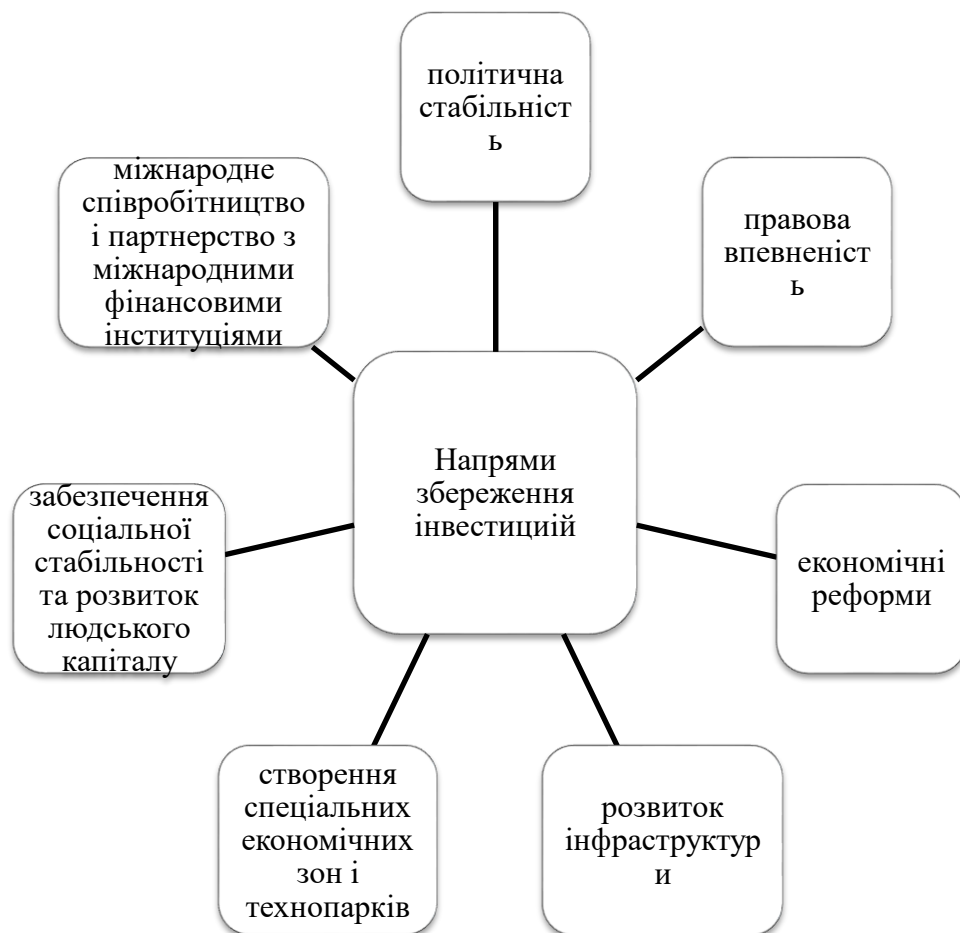 політична
стабільніст
ь
правова
впевненіст
ь
економічні
реформи
розвиток
інфраструктур
и
створення
спеціальних
економічних
зон і
технопарків
забезпечення
соціальної
стабільності
та розвиток
людського
капіталу
міжнародне
співробітництво
і партнерство з
міжнародними
фінансовими
інституціями
Напрями
збереження
інвестициій